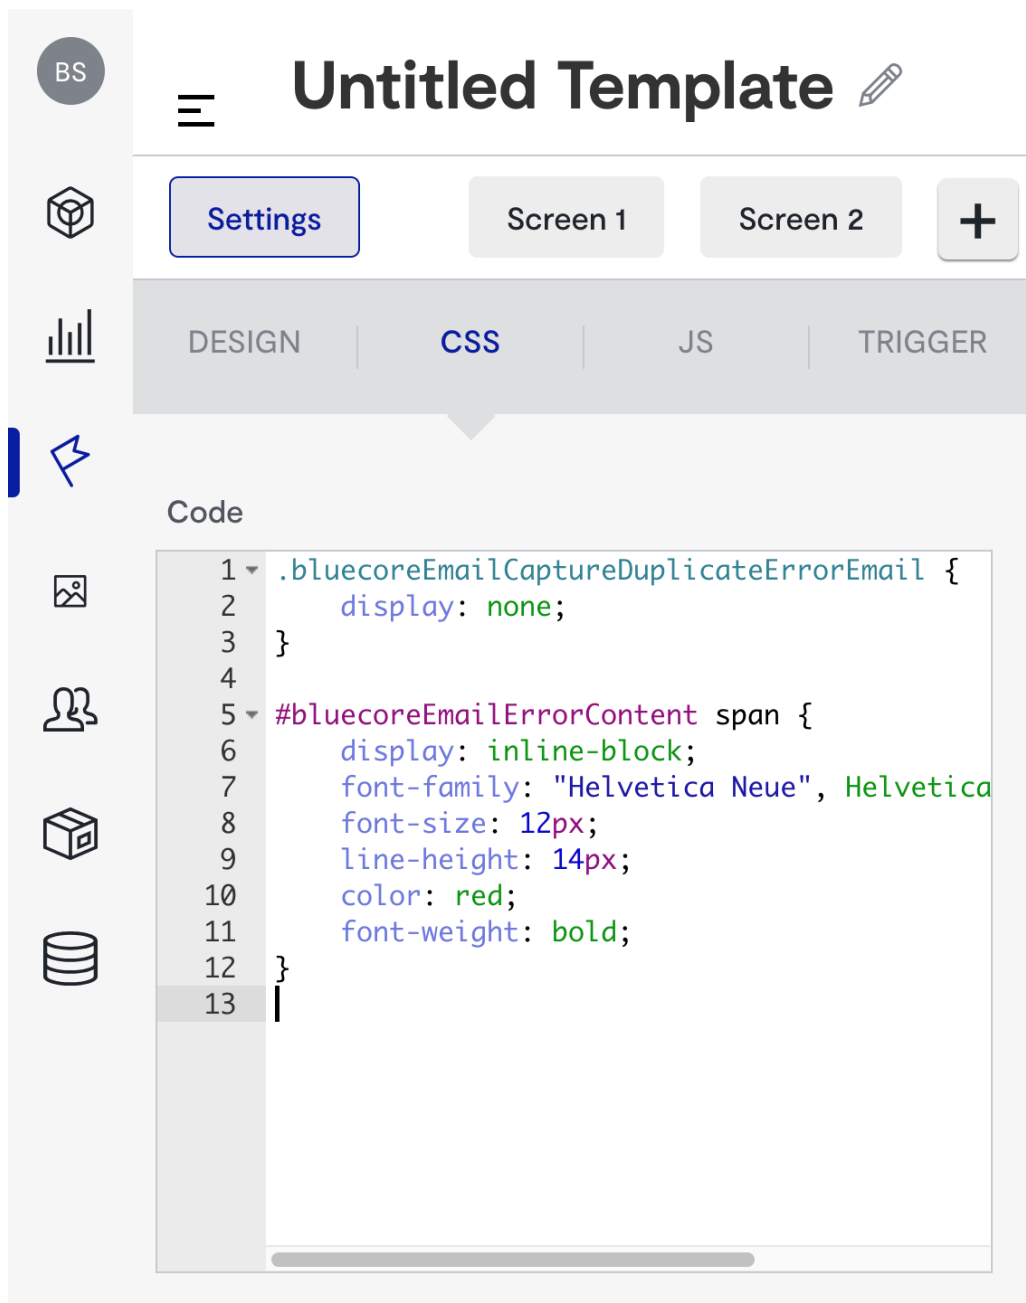 BS
Untitled Template
Settings
Screen 1
Screen 2
+
DESIGN
CSS
JS
TRIGGER
Code
1 .bluecoreEmailCaptureDuplicateErrorEmail {
2     display: none;
3 }
4
5 #bluecoreEmailErrorContent span {
6     display: inline-block;
7     font-family: "Helvetica Neue", Helvetica
8     font-size: 12px;
9     line-height: 14px;
10     color: red;
11     font-weight: bold;
12 }
13